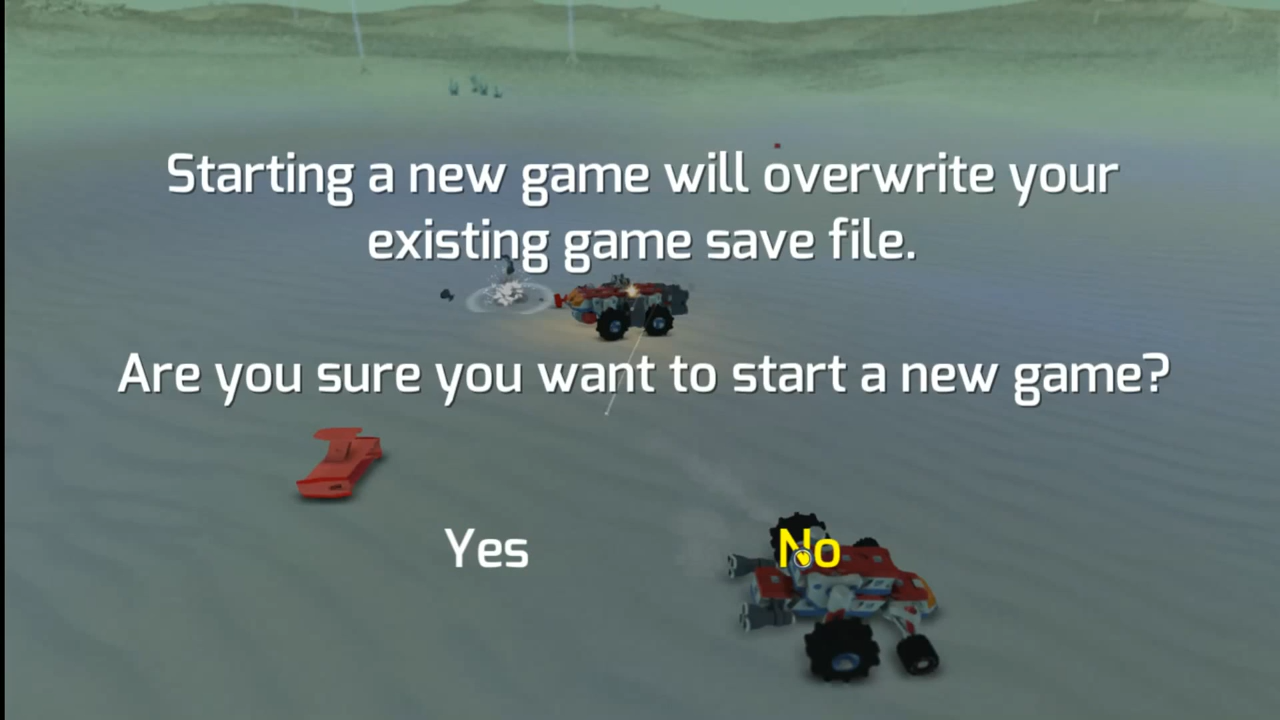 Starting a new game will overwrite your
existing game save file.
Are you sure you want to start a new game?
Yes
No